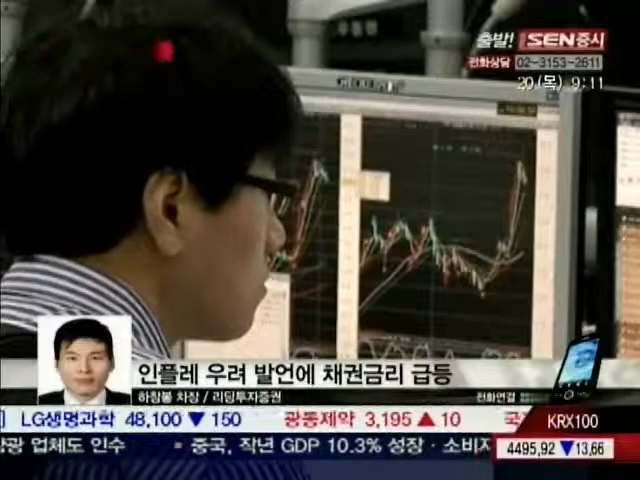 출발! SEN증시
전화상담 02-3153-2611
20(목) 9:11
인플레 우려 발언에 채권금리 급등
하창봉 차장 / 리딩투자증권
전화연결
LG생명과학 48,100 ▼ 150 광동제약 3,195 ▲ 10
KRX100
업체도 인수 중국, 작년 GDP 10.3% 성장 · 소비자
4495,92 ▼13,66